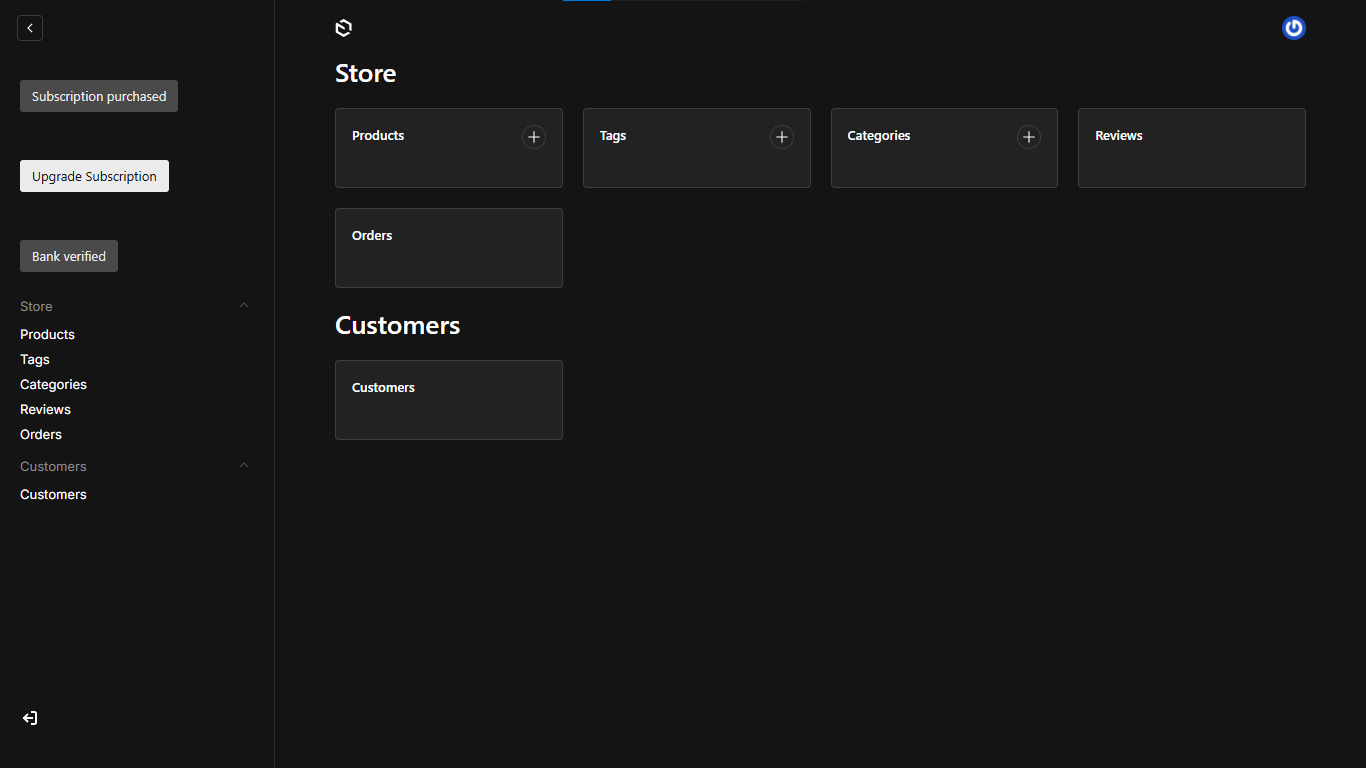 Subscription purchased
Upgrade Subscription
Bank verified
Store
Products
Tags
Categories
Reviews
Orders
Customers
Customers
Store
Products
Tags
Categories
Reviews
Orders
Customers
Customers